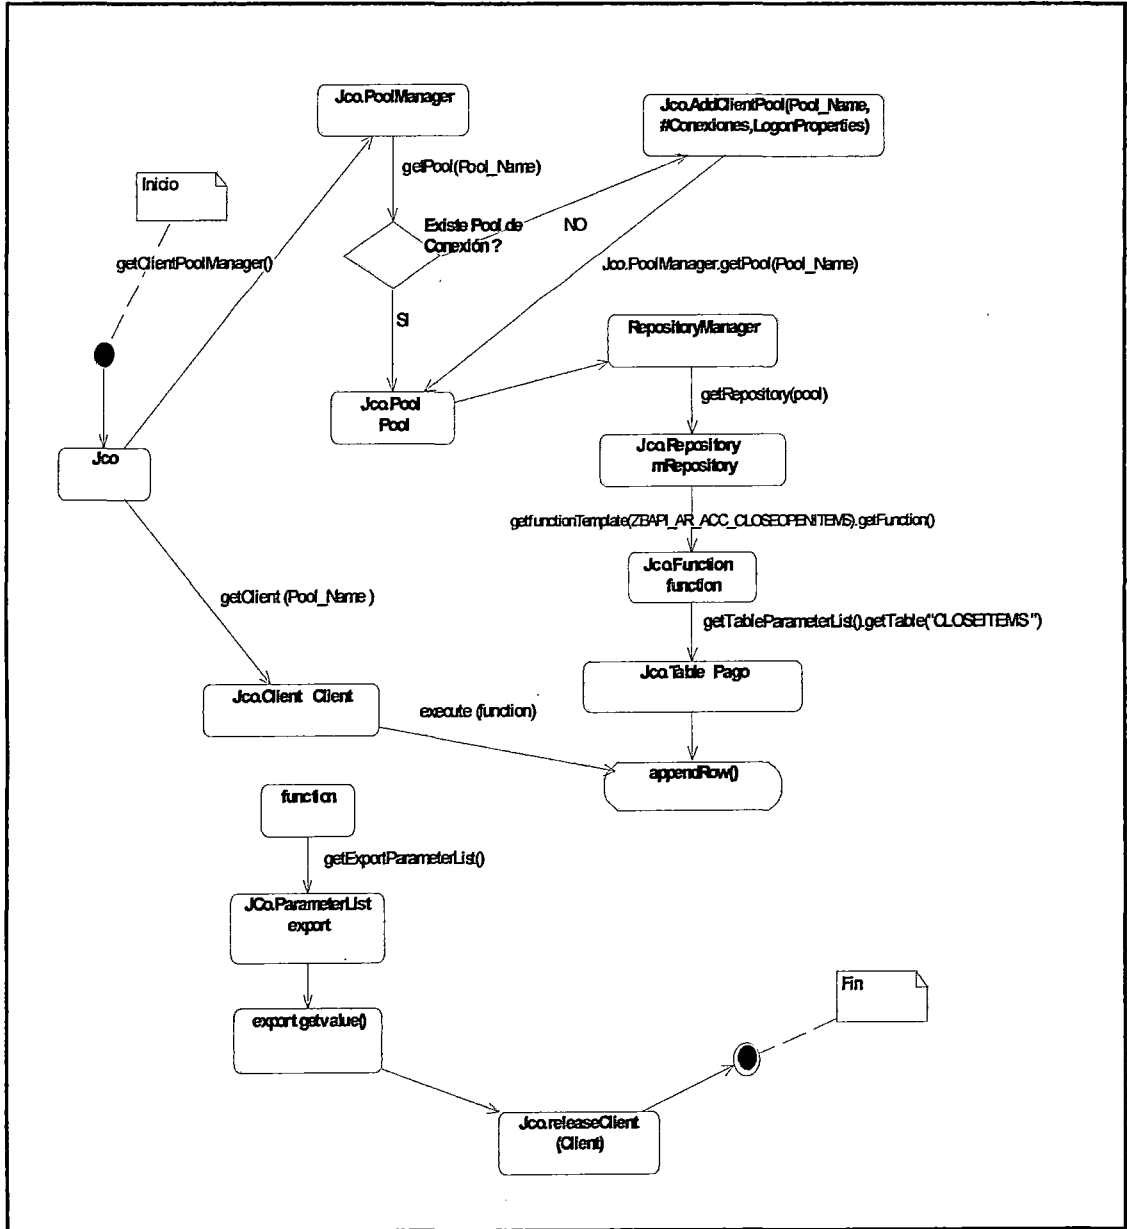 Jco.PoolManager
Jco.AddClientPool(Pool_Name,
#Conexiones,LogonProperties)
getPool(Pool_Name)
Inicio
Existe Pool de
Conexión ?
NO
getClientPoolManager()
Jco.PoolManager.getPool(Pool_Name)
SI
RepositoryManager
Jco.Pool
Pool
getRepository(pool)
Jco
Jco.Repository
mRepository
getfunctionTemplate(ZBAPI_AR_ACC_CLOSEOPENITEMS).getFunction()
Jco.Function
function
getClient (Pool_Name )
getTableParameterList().getTable("CLOSEITEMS ")
Jco.Table Pago
Jco.Client Client
execute (function)
appendRow()
function
getExportParameterList()
JCo.ParameterList
export
Fin
export.getvalue()
Jco.releaseClient
(Client)